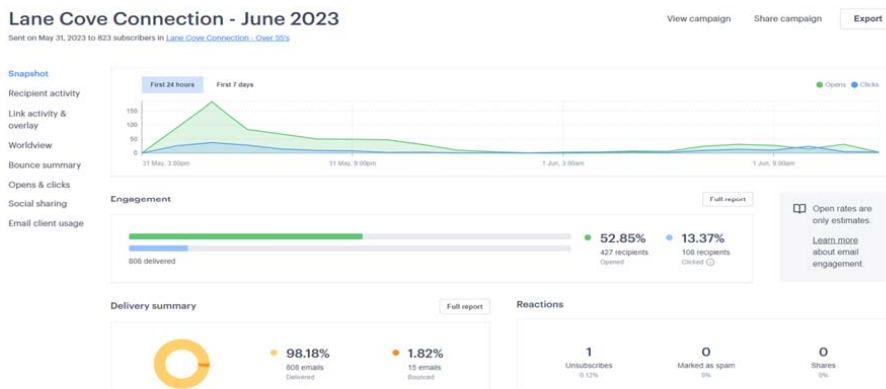 Lane Cove Connection - June 2023
Sent on May 31, 2023 to 823 subscribers in Lane Cove Connection - Over 55's
View campaign
Share campaign
Export
Snapshot
Recipient activity
Link activity &
overlay
Worldview
Bounce summary
Opens & clicks
Social sharing
Email client usage
First 24 hours
First 7 days
Opens
Clicks
150
100
50
0
31 May, 3:00pm
31 May, 9:00pm
1 Jun, 3:00am
1 Jun, 9:00am
Engagement
Full report
808 delivered
52.85%
427 recipients
Opened
13.37%
108 recipients
Clicked
Open rates are
only estimates.
Learn more
about email
engagement.
Delivery summary
Full report
98.18%
808 emails
Delivered
1.82%
15 emails
Bounced
Reactions
1
Unsubscribes
0.12%
0
Marked as spam
0%
0
Shares
0%